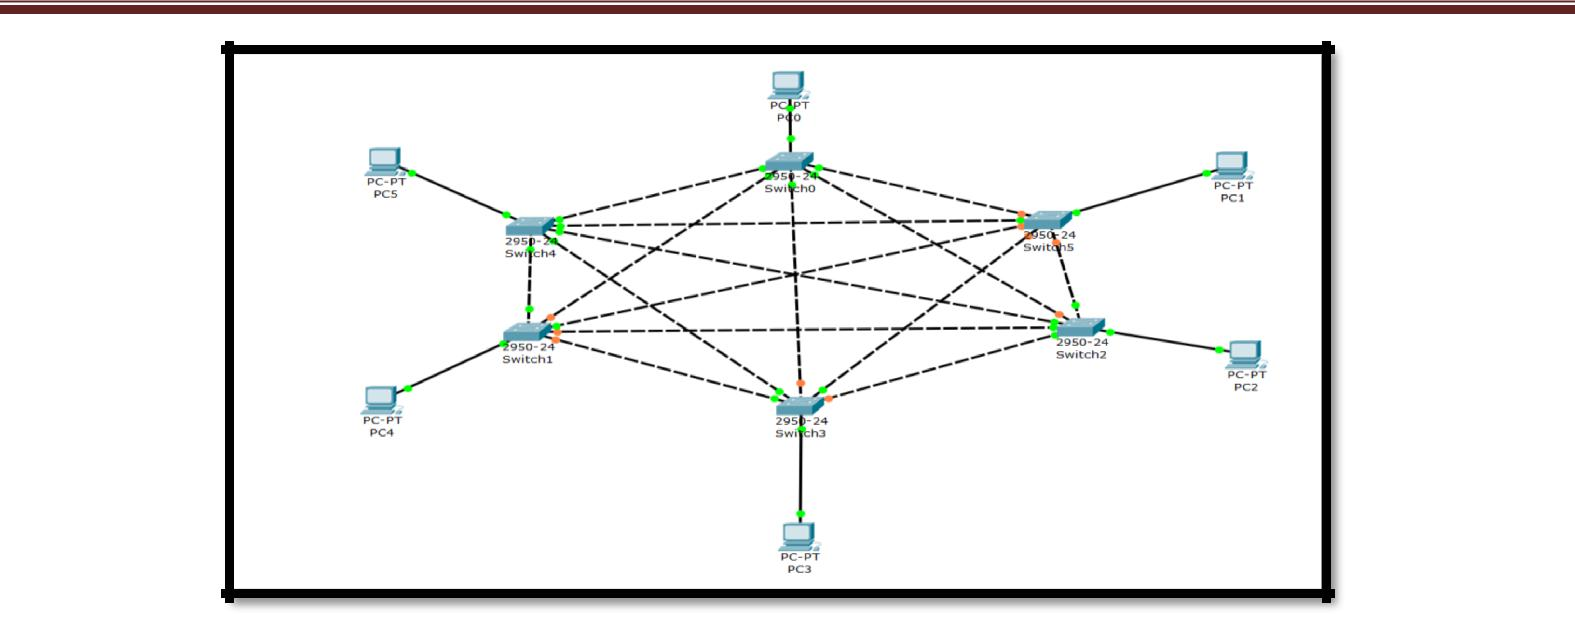 PC-PT
PC0
2950-24
Switch0
PC-PT
PC5
PC-PT
PC1
2950-24
Switch4
2950-24
Switch5
2950-24
Switch1
2950-24
Switch2
PC-PT
PC2
PC-PT
PC4
2950-24
Switch3
PC-PT
PC3